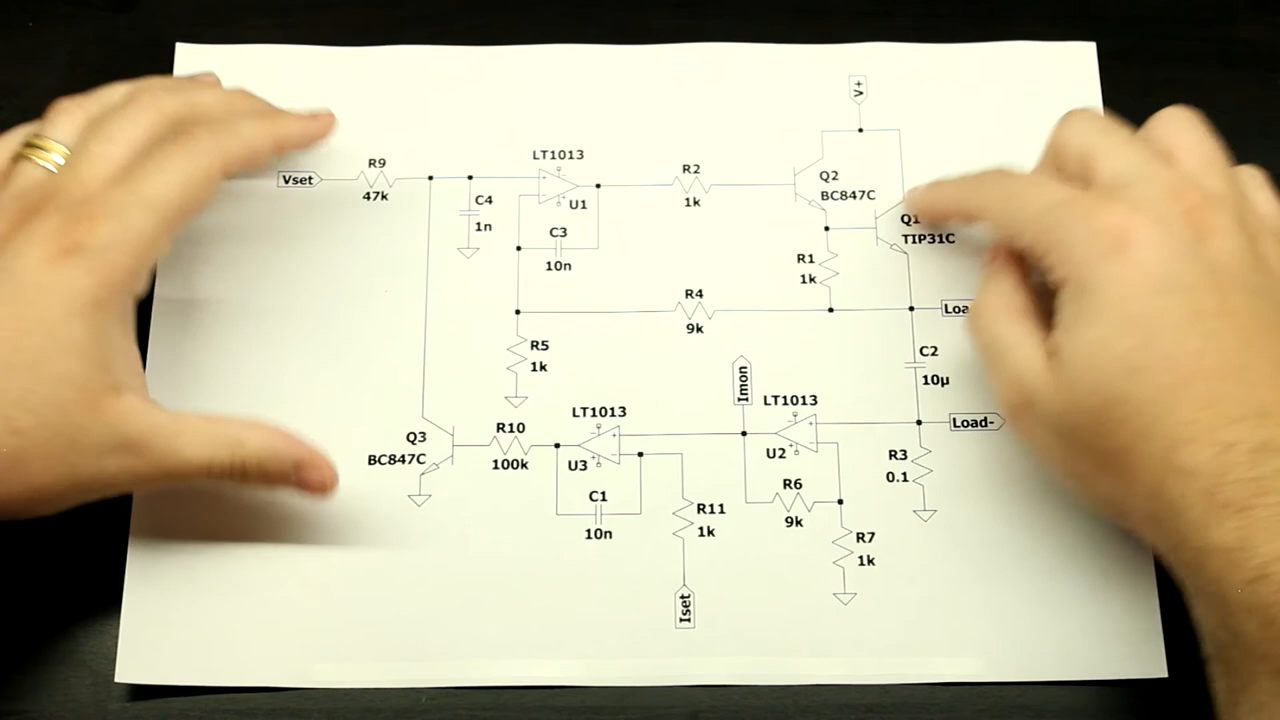 V+
LT1013
R9
Vset
47k
C4
1n
U1
C3
10n
R2
1k
Q2
BC847C
Q1
TIP31C
R1
1k
R4
9k
R5
1k
C2
10µ
Imon
LT1013
LT1013
Load-
Q3
BC847C
R10
100k
U3
U2
R3
0.1
C1
10n
R6
9k
R11
1k
R7
1k
Iset